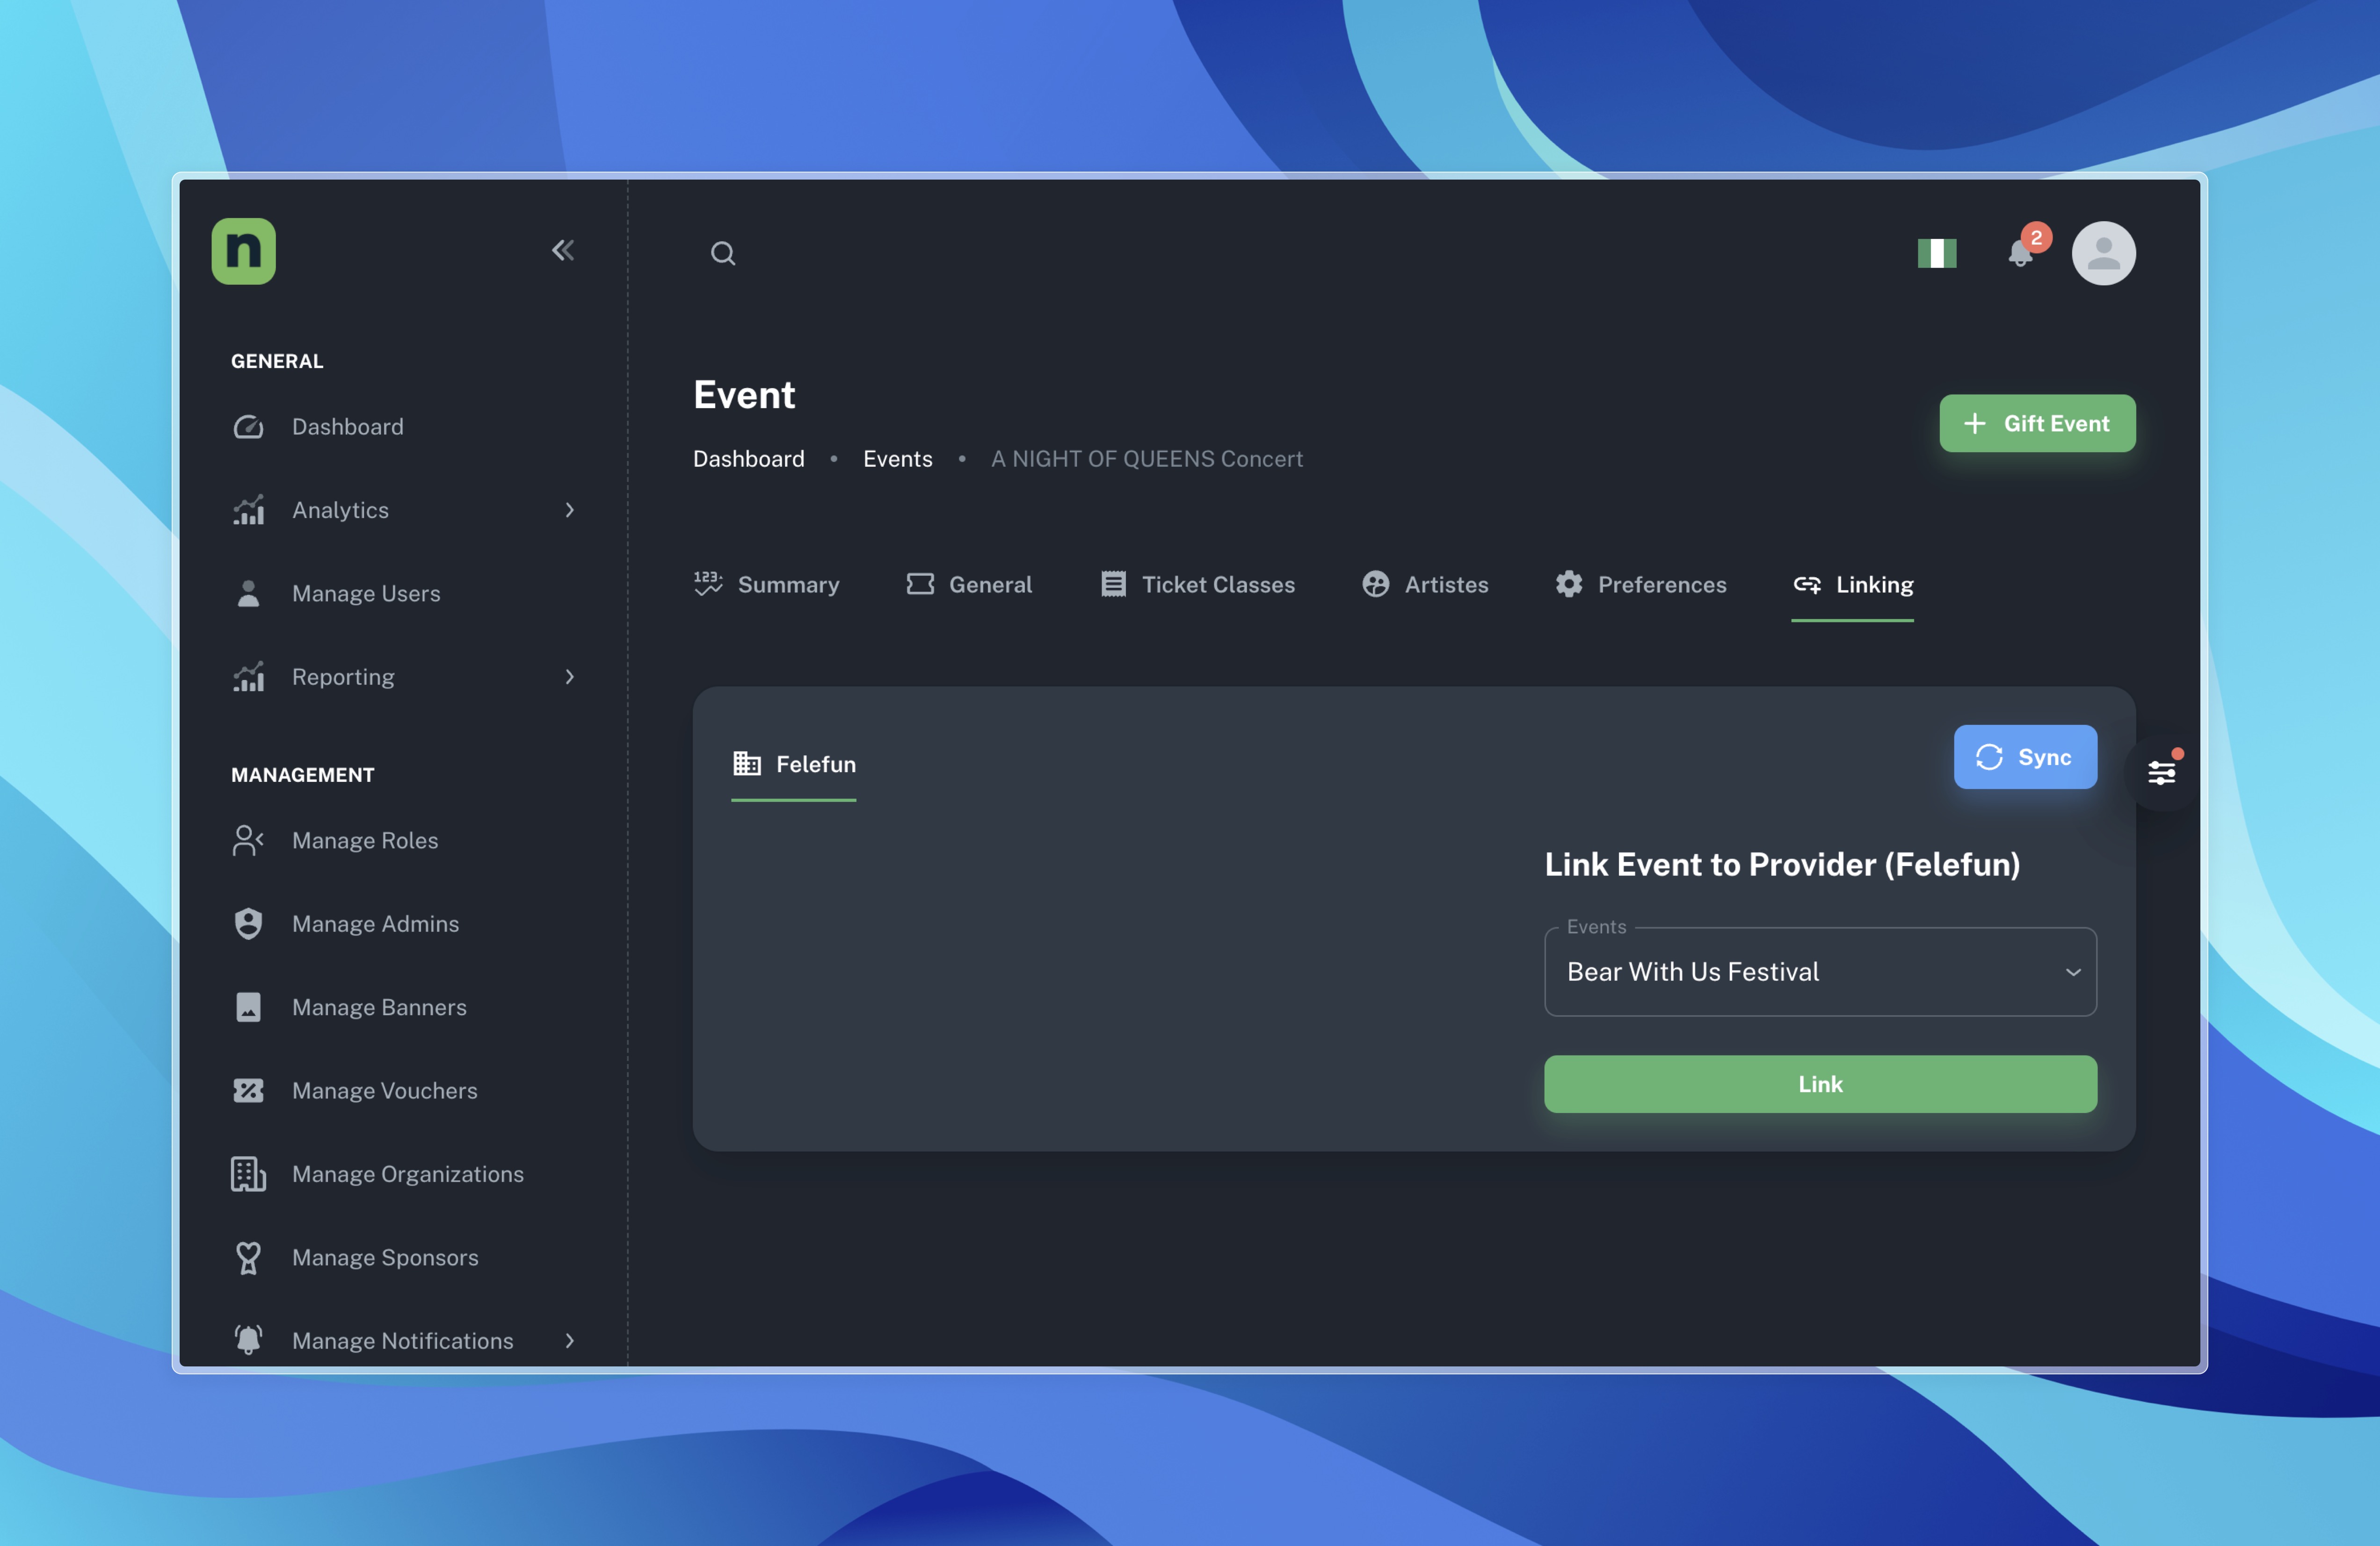 n
2
GENERAL
Dashboard
Analytics
Manage Users
Reporting
MANAGEMENT
Manage Roles
Manage Admins
Manage Banners
Manage Vouchers
Manage Organizations
Manage Sponsors
Manage Notifications
Event
Dashboard • Events • A NIGHT OF QUEENS Concert
Gift Event
123 Summary General Ticket Classes Artistes Preferences Linking
Felefun
Sync
Link Event to Provider (Felefun)
Events
Bear With Us Festival
Link